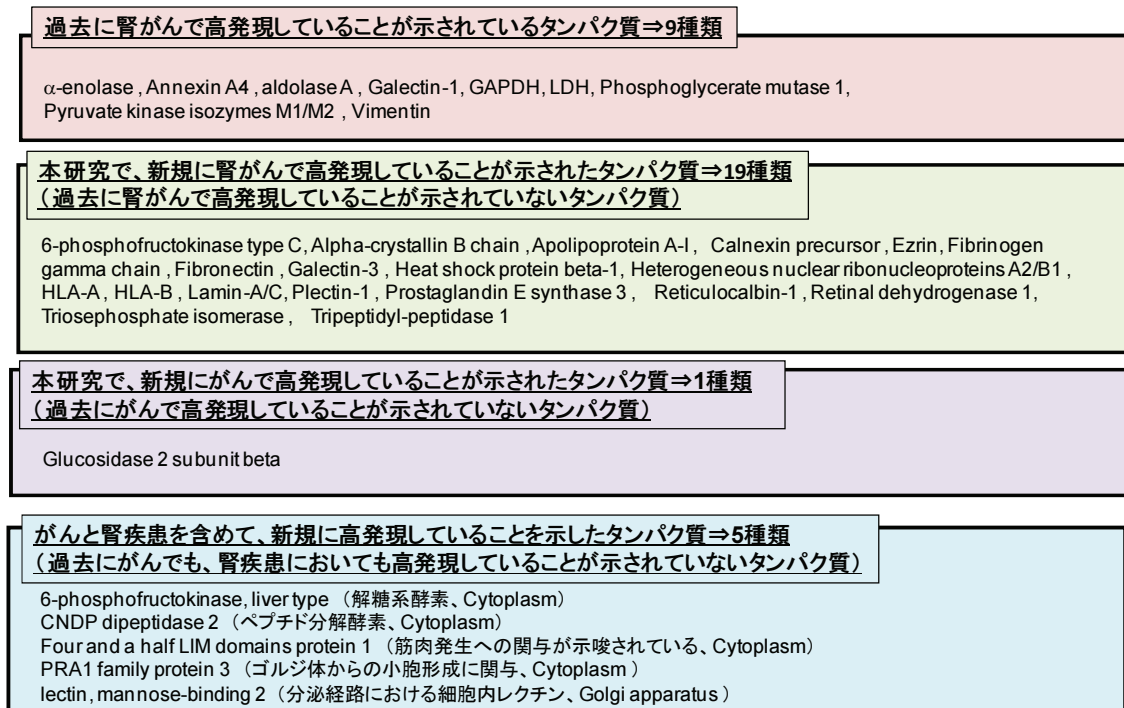 過去に腎がんで高発現していることが示されているタンパク質⇒9種類
α-enolase , Annexin A4 , aldolase A , Galectin-1, GAPDH, LDH, Phosphoglycerate mutase 1,
Pyruvate kinase isozymes M1/M2 , Vimentin
本研究で、新規に腎がんで高発現していることが示されたタンパク質⇒19種類
（過去に腎がんで高発現していることが示されていないタンパク質）
6-phosphofructokinase type C, Alpha-crystallin B chain , Apolipoprotein A-I , Calnexin precursor , Ezrin, Fibrinogen
gamma chain , Fibronectin , Galectin-3 , Heat shock protein beta-1, Heterogeneous nuclear ribonucleoproteins A2/B1 ,
HLA-A , HLA-B , Lamin-A/C, Plectin-1 , Prostaglandin E synthase 3 , Reticulocalbin-1 , Retinal dehydrogenase 1,
Triosephosphate isomerase , Tripeptidyl-peptidase 1
本研究で、新規にがんで高発現していることが示されたタンパク質⇒1種類
（過去にがんで高発現していることが示されていないタンパク質）
Glucosidase 2 subunit beta
がんと腎疾患を含めて、新規に高発現していることを示したタンパク質⇒5種類
（過去にがんでも、腎疾患においても高発現していることが示されていないタンパク質）
6-phosphofructokinase, liver type （解糖系酵素、Cytoplasm）
CNDP dipeptidase 2 （ペプチド分解酵素、Cytoplasm）
Four and a half LIM domains protein 1 （筋肉発生への関与が示唆されている、Cytoplasm）
PRA1 family protein 3 （ゴルジ体からの小胞形成に関与、Cytoplasm ）
lectin, mannose-binding 2 （分泌経路における細胞内レクチン、Golgi apparatus ）